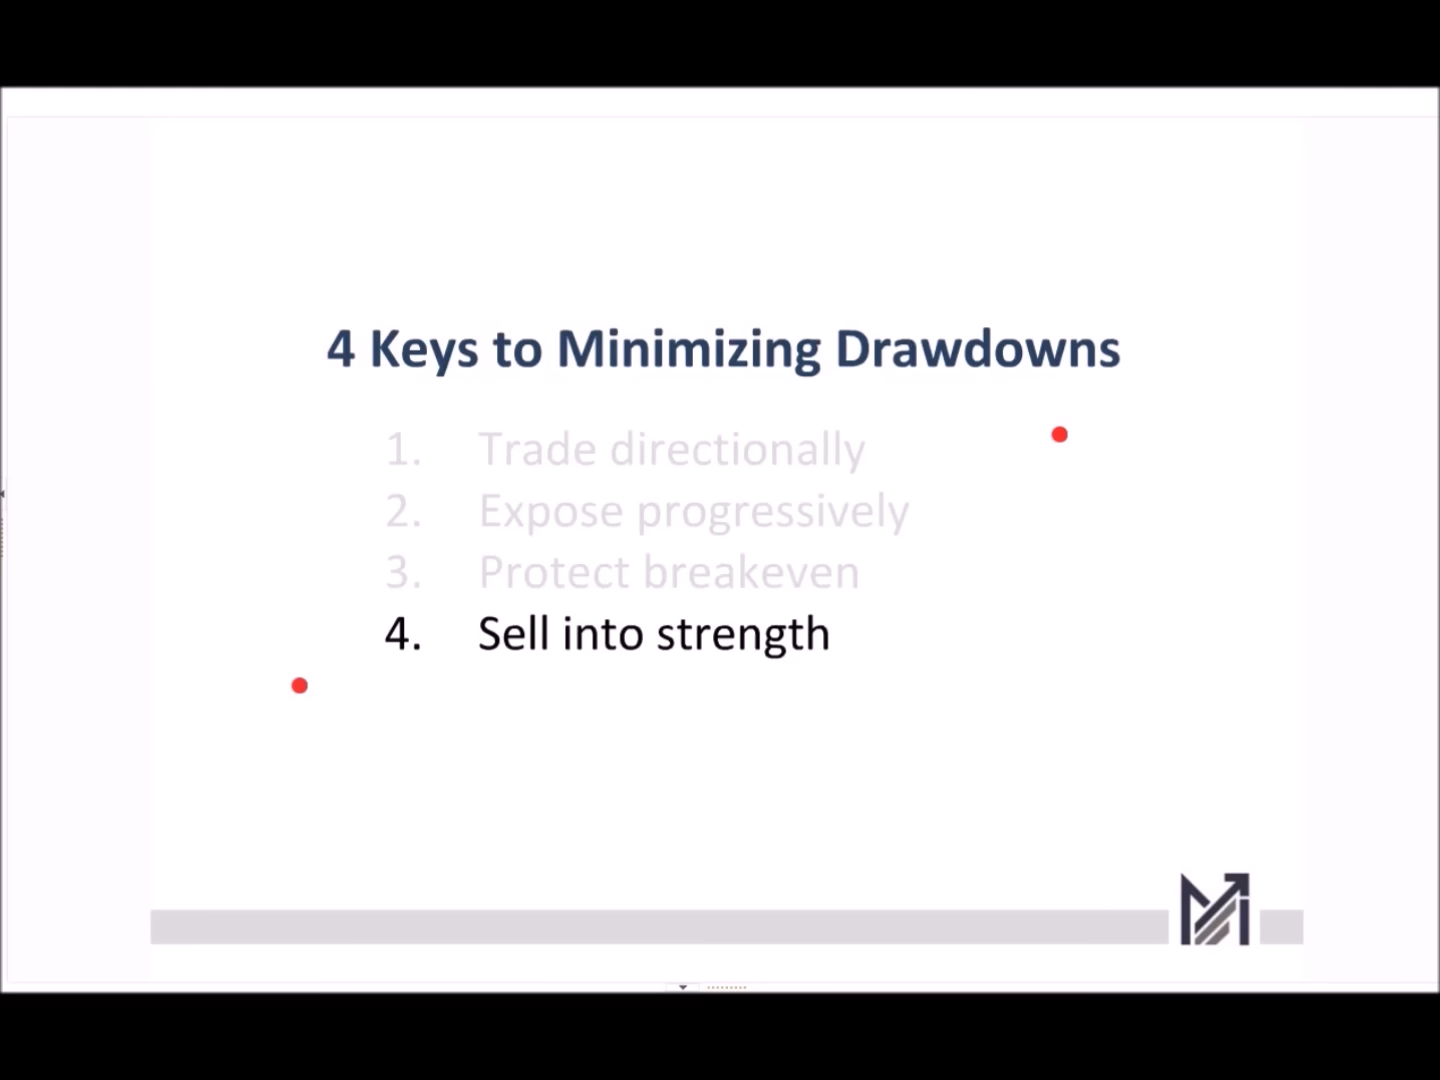 4 Keys to Minimizing Drawdowns
1. Trade directionally
2. Expose progressively
3. Protect breakeven
4. Sell into strength